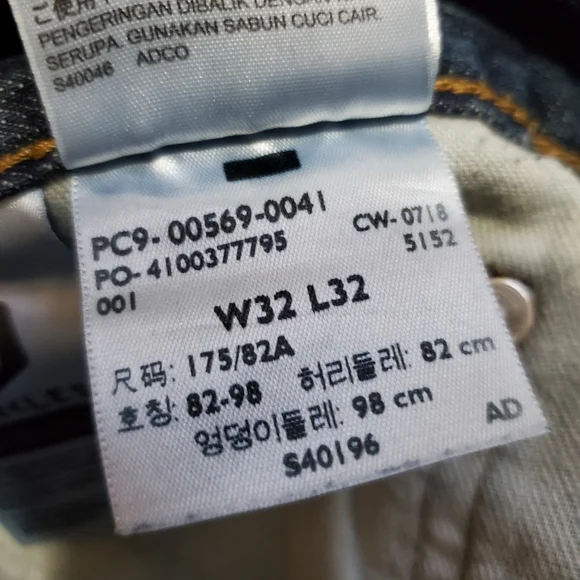 PENGERINGAN DIBALIK DENGAN
SERUPA. GUNAKAN SABUN CUCI CAIR.
S40046 ADCO
PC9- 00569-0041
PO- 4100377795 CW- 0718
001 5152
W32 L32
尺码: 175/82A
호칭: 82-98 허리둘레: 82 cm
엉덩이둘레: 98 cm
S40196 AD